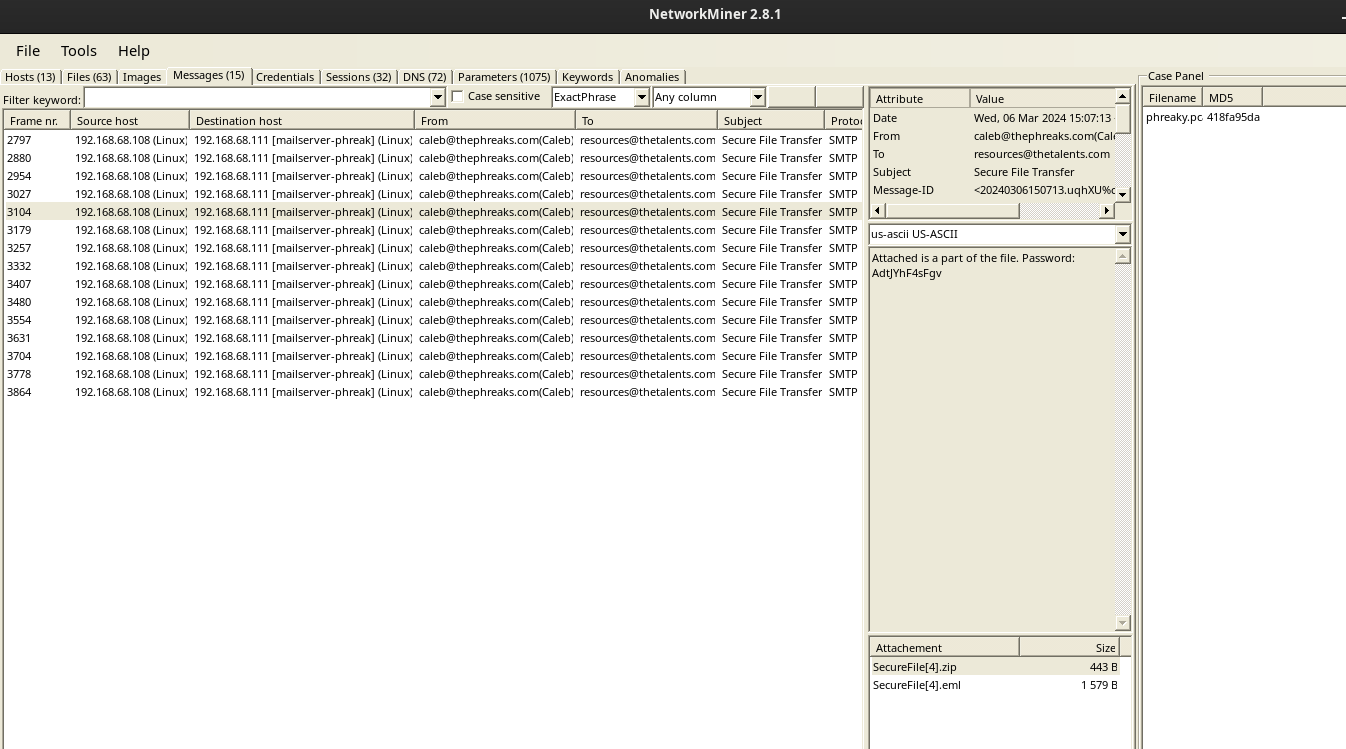 NetworkMiner 2.8.1
File Tools Help
Hosts (13) Files (63) Images Messages (15) Credentials Sessions (32) DNS (72) Parameters (1075) Keywords Anomalies
Filter keyword: Case sensitive ExactPhrase Any column
Frame nr. Source host Destination host From To Subject Protoc
2797 192.168.68.108 (Linux) 192.168.68.111 [mailserver-phreak] (Linux) caleb@thephreaks.com(Caleb) resources@thetalents.com Secure File Transfer SMTP
2880 192.168.68.108 (Linux) 192.168.68.111 [mailserver-phreak] (Linux) caleb@thephreaks.com(Caleb) resources@thetalents.com Secure File Transfer SMTP
2954 192.168.68.108 (Linux) 192.168.68.111 [mailserver-phreak] (Linux) caleb@thephreaks.com(Caleb) resources@thetalents.com Secure File Transfer SMTP
3027 192.168.68.108 (Linux) 192.168.68.111 [mailserver-phreak] (Linux) caleb@thephreaks.com(Caleb) resources@thetalents.com Secure File Transfer SMTP
3104 192.168.68.108 (Linux) 192.168.68.111 [mailserver-phreak] (Linux) caleb@thephreaks.com(Caleb) resources@thetalents.com Secure File Transfer SMTP
3179 192.168.68.108 (Linux) 192.168.68.111 [mailserver-phreak] (Linux) caleb@thephreaks.com(Caleb) resources@thetalents.com Secure File Transfer SMTP
3257 192.168.68.108 (Linux) 192.168.68.111 [mailserver-phreak] (Linux) caleb@thephreaks.com(Caleb) resources@thetalents.com Secure File Transfer SMTP
3332 192.168.68.108 (Linux) 192.168.68.111 [mailserver-phreak] (Linux) caleb@thephreaks.com(Caleb) resources@thetalents.com Secure File Transfer SMTP
3407 192.168.68.108 (Linux) 192.168.68.111 [mailserver-phreak] (Linux) caleb@thephreaks.com(Caleb) resources@thetalents.com Secure File Transfer SMTP
3480 192.168.68.108 (Linux) 192.168.68.111 [mailserver-phreak] (Linux) caleb@thephreaks.com(Caleb) resources@thetalents.com Secure File Transfer SMTP
3554 192.168.68.108 (Linux) 192.168.68.111 [mailserver-phreak] (Linux) caleb@thephreaks.com(Caleb) resources@thetalents.com Secure File Transfer SMTP
3631 192.168.68.108 (Linux) 192.168.68.111 [mailserver-phreak] (Linux) caleb@thephreaks.com(Caleb) resources@thetalents.com Secure File Transfer SMTP
3704 192.168.68.108 (Linux) 192.168.68.111 [mailserver-phreak] (Linux) caleb@thephreaks.com(Caleb) resources@thetalents.com Secure File Transfer SMTP
3778 192.168.68.108 (Linux) 192.168.68.111 [mailserver-phreak] (Linux) caleb@thephreaks.com(Caleb) resources@thetalents.com Secure File Transfer SMTP
3864 192.168.68.108 (Linux) 192.168.68.111 [mailserver-phreak] (Linux) caleb@thephreaks.com(Caleb) resources@thetalents.com Secure File Transfer SMTP
Attribute Value
Date Wed, 06 Mar 2024 15:07:13
From caleb@thephreaks.com(Cale
To resources@thetalents.com
Subject Secure File Transfer
Message-ID <20240306150713.uqhXU%c
us-ascii US-ASCII
Attached is a part of the file. Password:
AdtJYhF4sFgv
Attachement Size
SecureFile[4].zip 443 B
SecureFile[4].eml 1 579 B
Case Panel
Filename MD5
phreaky.pc 418fa95da